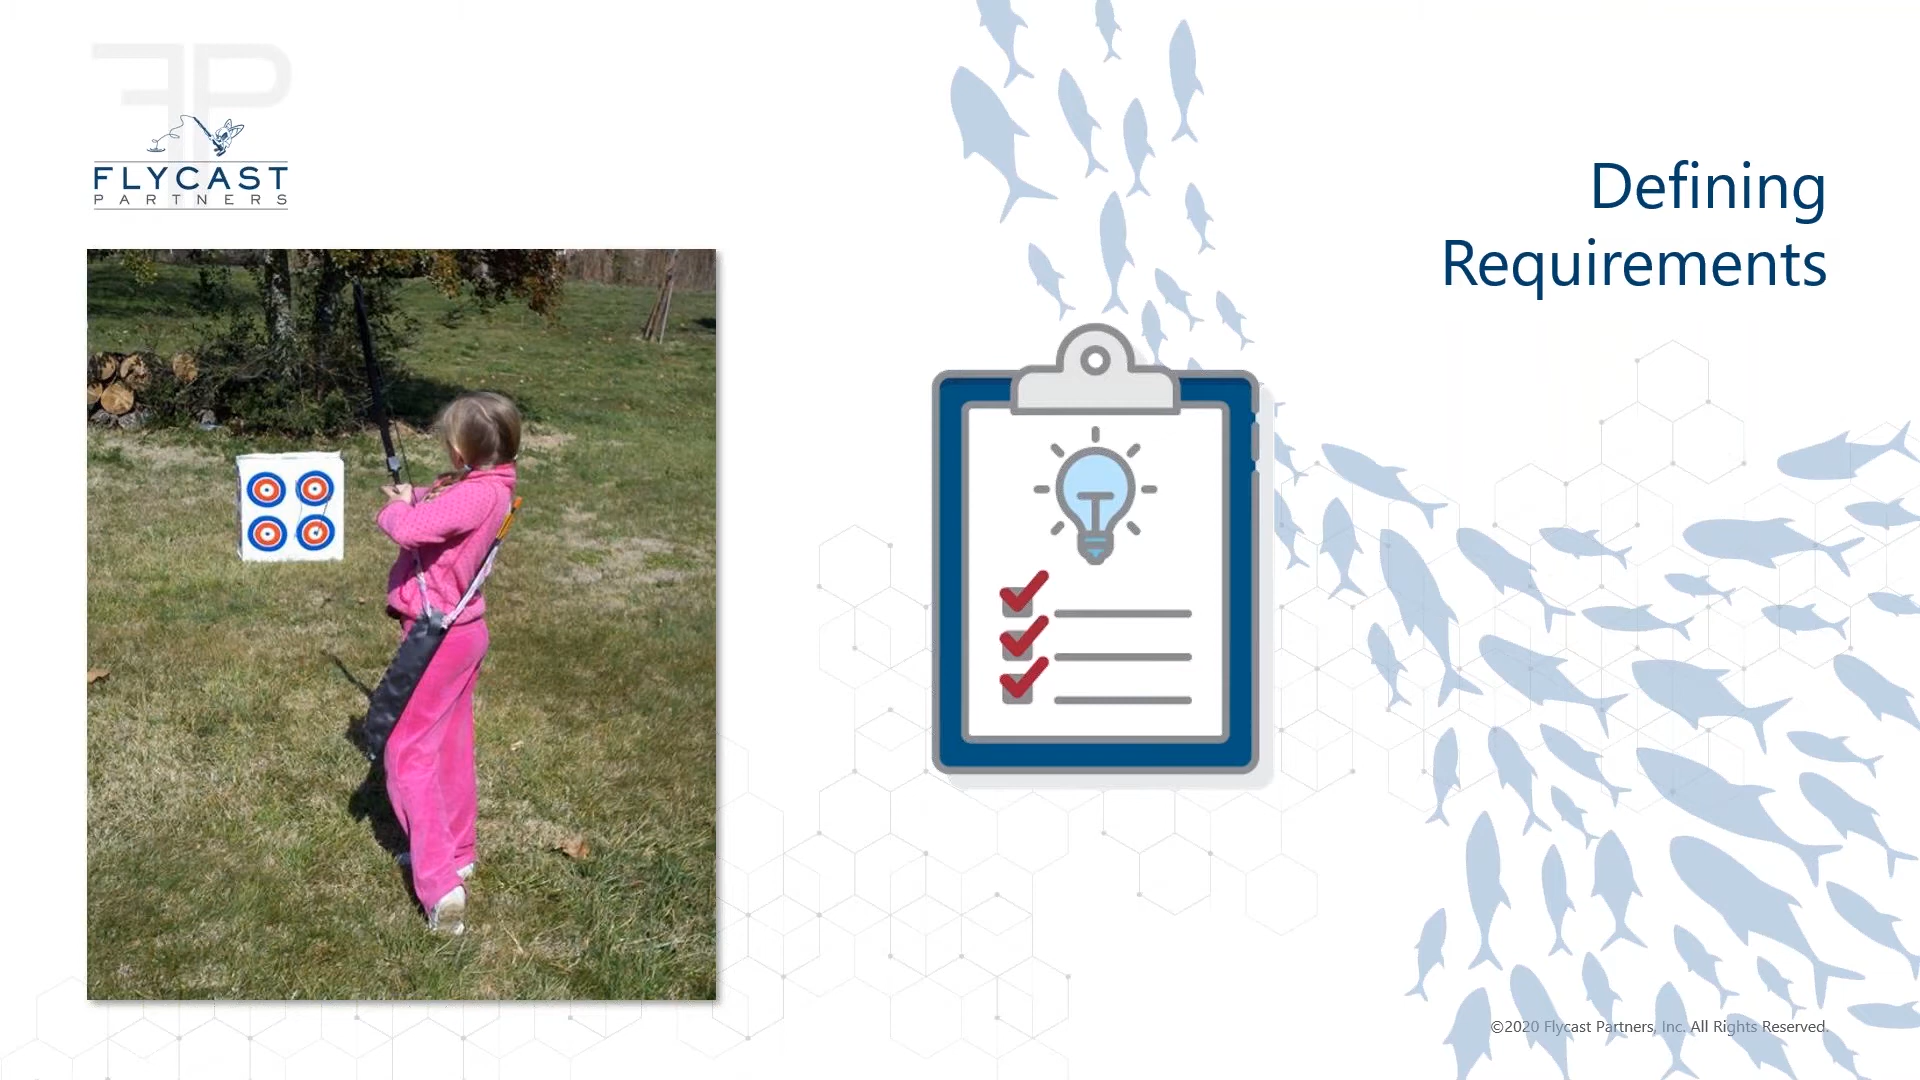 FLYCAST
PARTNERS
Defining
Requirements
©2020 Flycast Partners, Inc. All Rights Reserved.